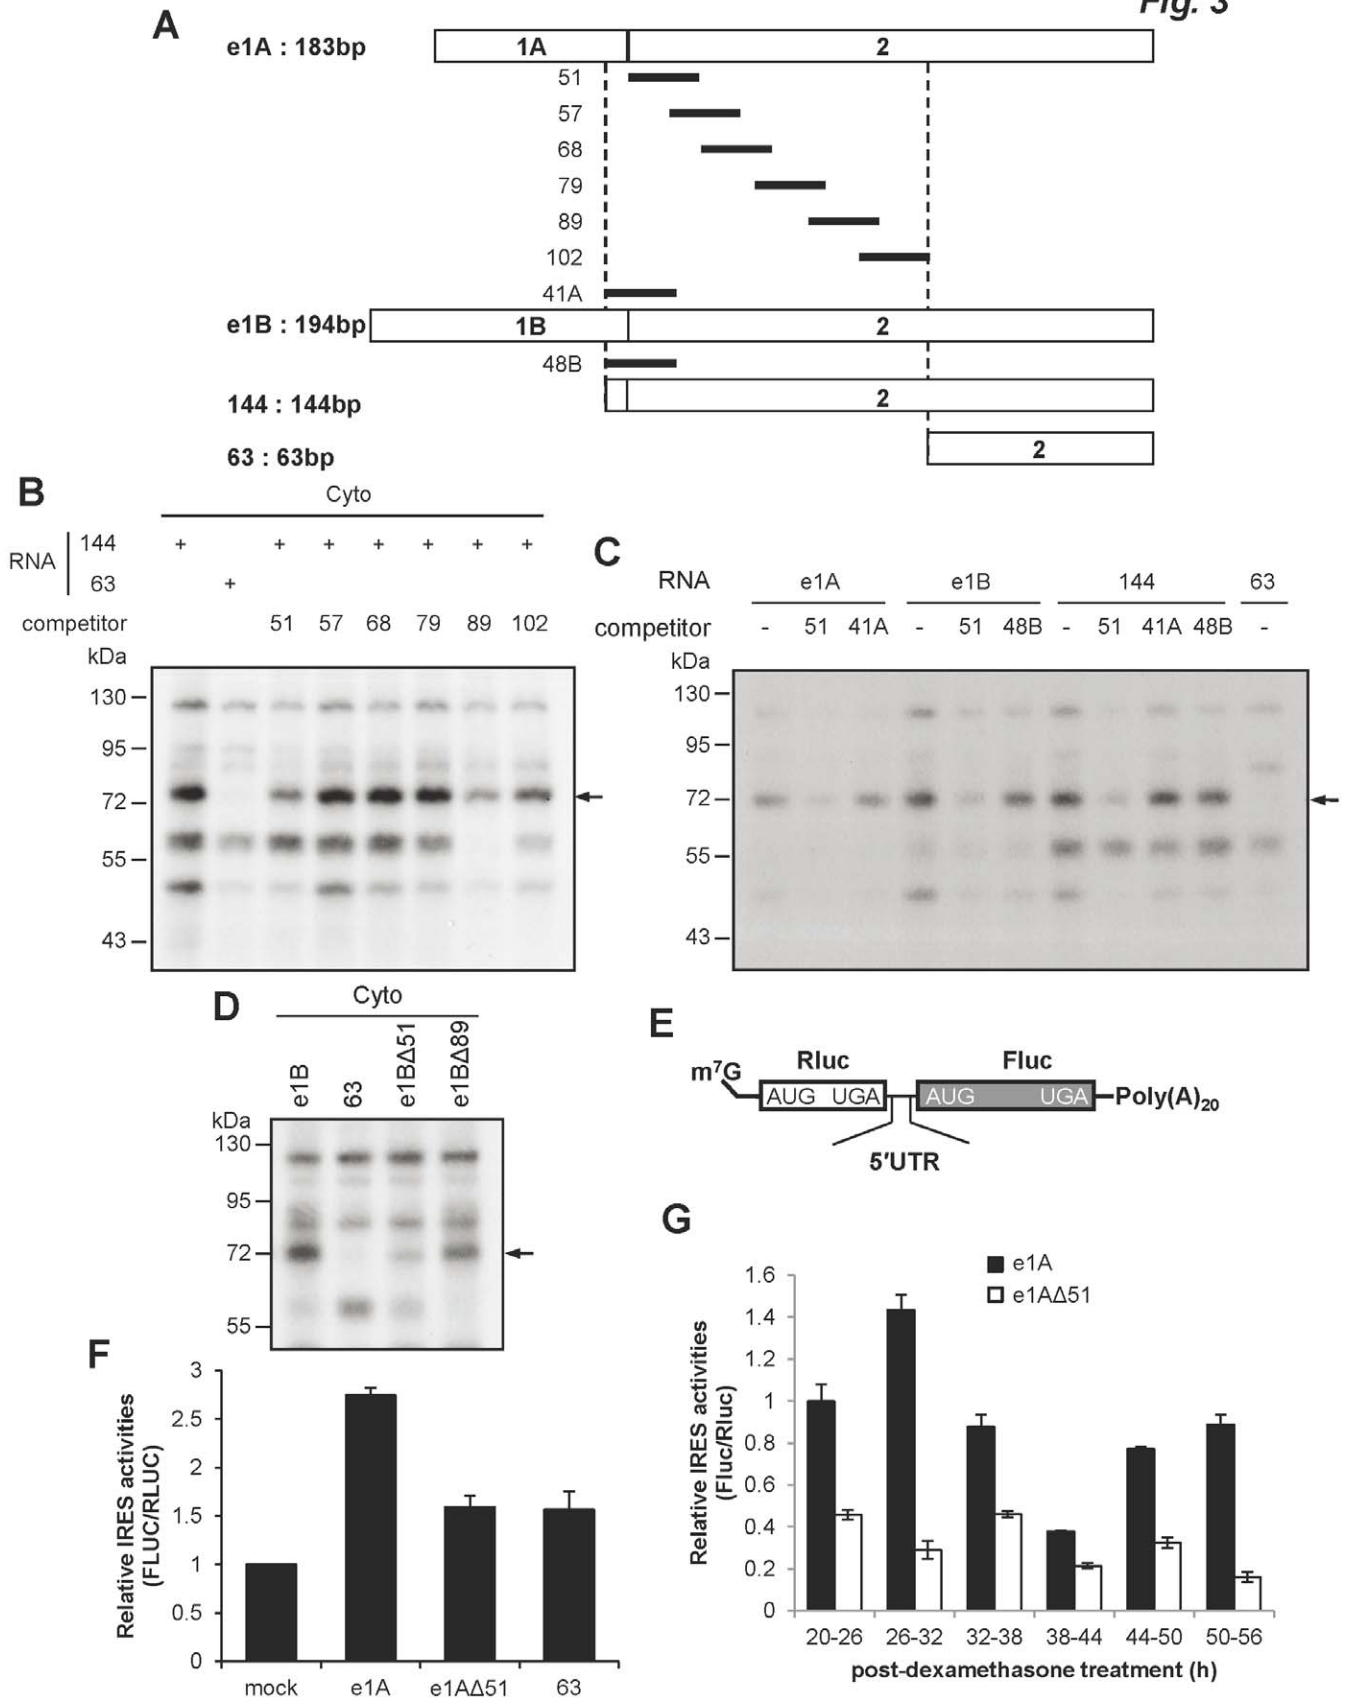 Fig. 3
A
e1A : 183bp
1A
2
51
57
68
79
89
102
41A
e1B : 194bp
1B
2
48B
144 : 144bp
2
63 : 63bp
2
B
Cyto
RNA
144
+ + + + + + +
63
+
competitor
51 57 68 79 89 102
kDa
130
95
72
55
43
C
RNA
e1A e1B 144 63
competitor
- 51 41A - 51 48B - 51 41A 48B -
kDa
130
95
72
55
43
D
Cyto
e1B
63
e1BΔ51
e1BΔ89
kDa
130
95
72
55
E
m⁷G
Rluc
Fluc
AUG UGA
AUG UGA
Poly(A)₂₀
5′UTR
F
Relative IRES activities
(FLUC/RLUC)
3
2.5
2
1.5
1
0.5
0
mock e1A e1AΔ51 63
G
e1A
e1AΔ51
Relative IRES activities
(Fluc/Rluc)
1.6
1.4
1.2
1
0.8
0.6
0.4
0.2
0
20-26 26-32 32-38 38-44 44-50 50-56
post-dexamethasone treatment (h)